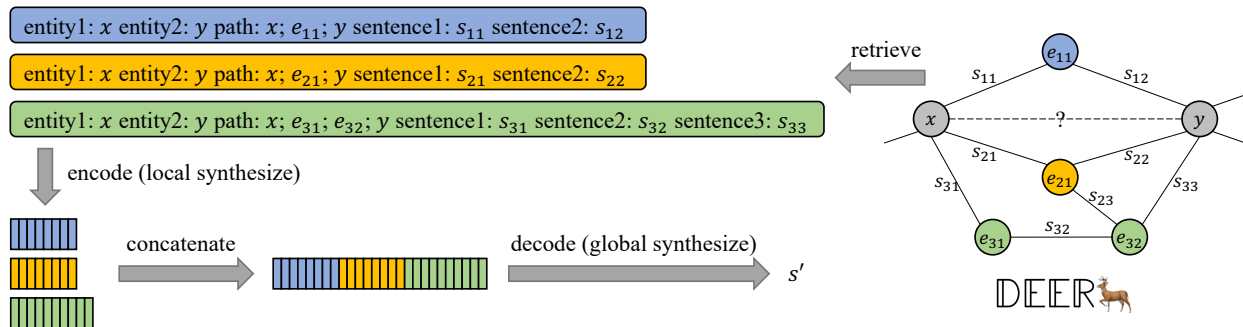 entity1: x entity2: y path: x; e₁₁; y sentence1: s₁₁ sentence2: s₁₂
entity1: x entity2: y path: x; e₂₁; y sentence1: s₂₁ sentence2: s₂₂
entity1: x entity2: y path: x; e₃₁; e₃₂; y sentence1: s₃₁ sentence2: s₃₂ sentence3: s₃₃
encode (local synthesize)
concatenate
decode (global synthesize)
s′
retrieve
e₁₁
s₁₁
s₁₂
x
?
y
s₂₁
s₂₂
s₃₁
e₂₁
s₃₃
s₂₃
e₃₁
s₃₂
e₃₂
DEER